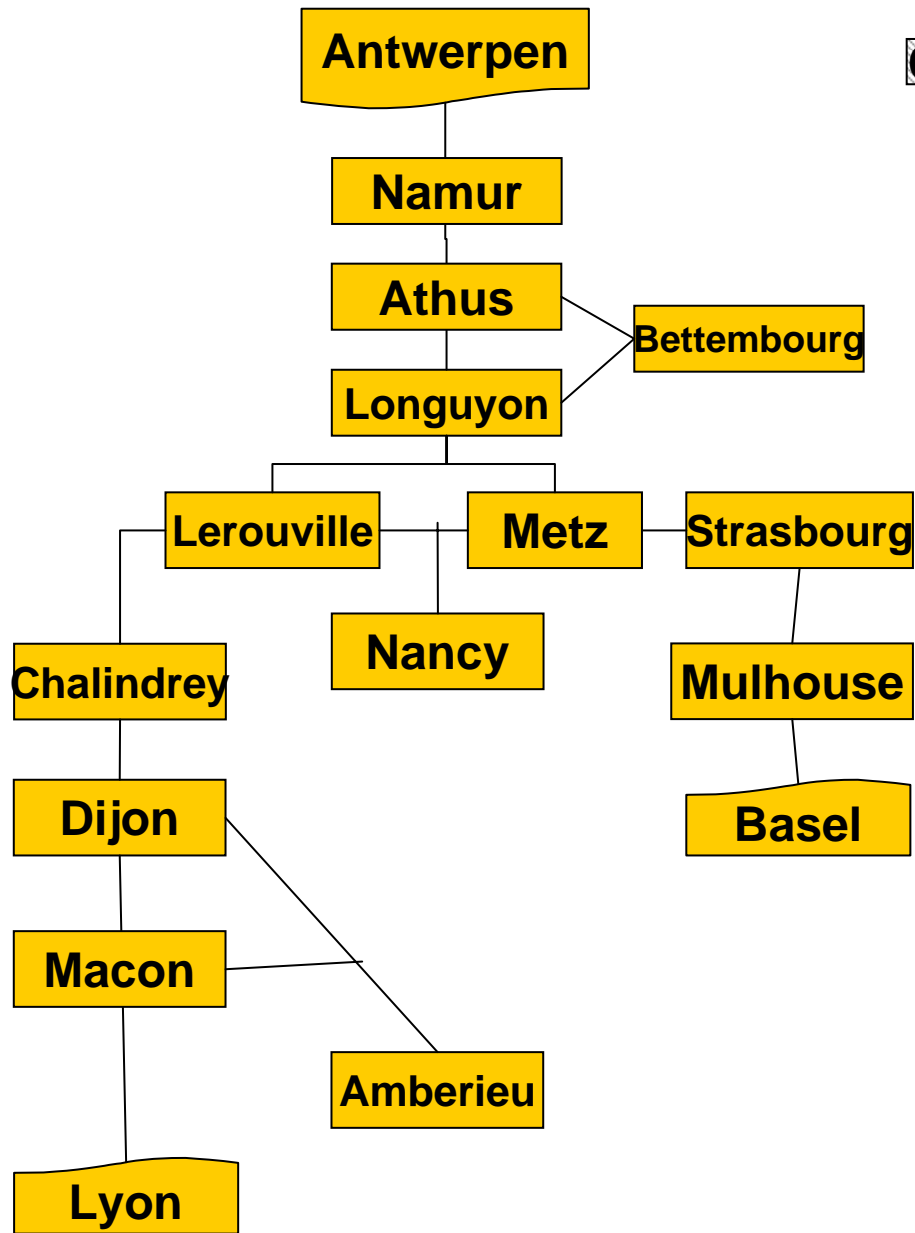 Antwerpen
Namur
Athus
Bettembourg
Longuyon
Lerouville
Metz
Strasbourg
Nancy
Chalindrey
Mulhouse
Dijon
Basel
Macon
Amberieu
Lyon